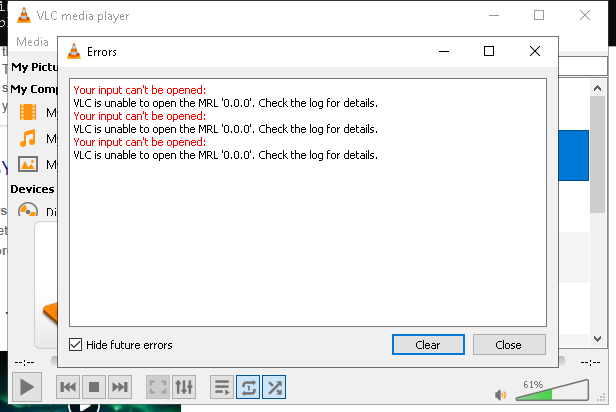 VLC media player
Media
Errors
My Pictu
My Comp
My
My
My
Devices
Di
Your input can't be opened:
VLC is unable to open the MRL '0.0.0'. Check the log for details.
Your input can't be opened:
VLC is unable to open the MRL '0.0.0'. Check the log for details.
Your input can't be opened:
VLC is unable to open the MRL '0.0.0'. Check the log for details.
Hide future errors
Clear
Close
--:--
--:--
61%